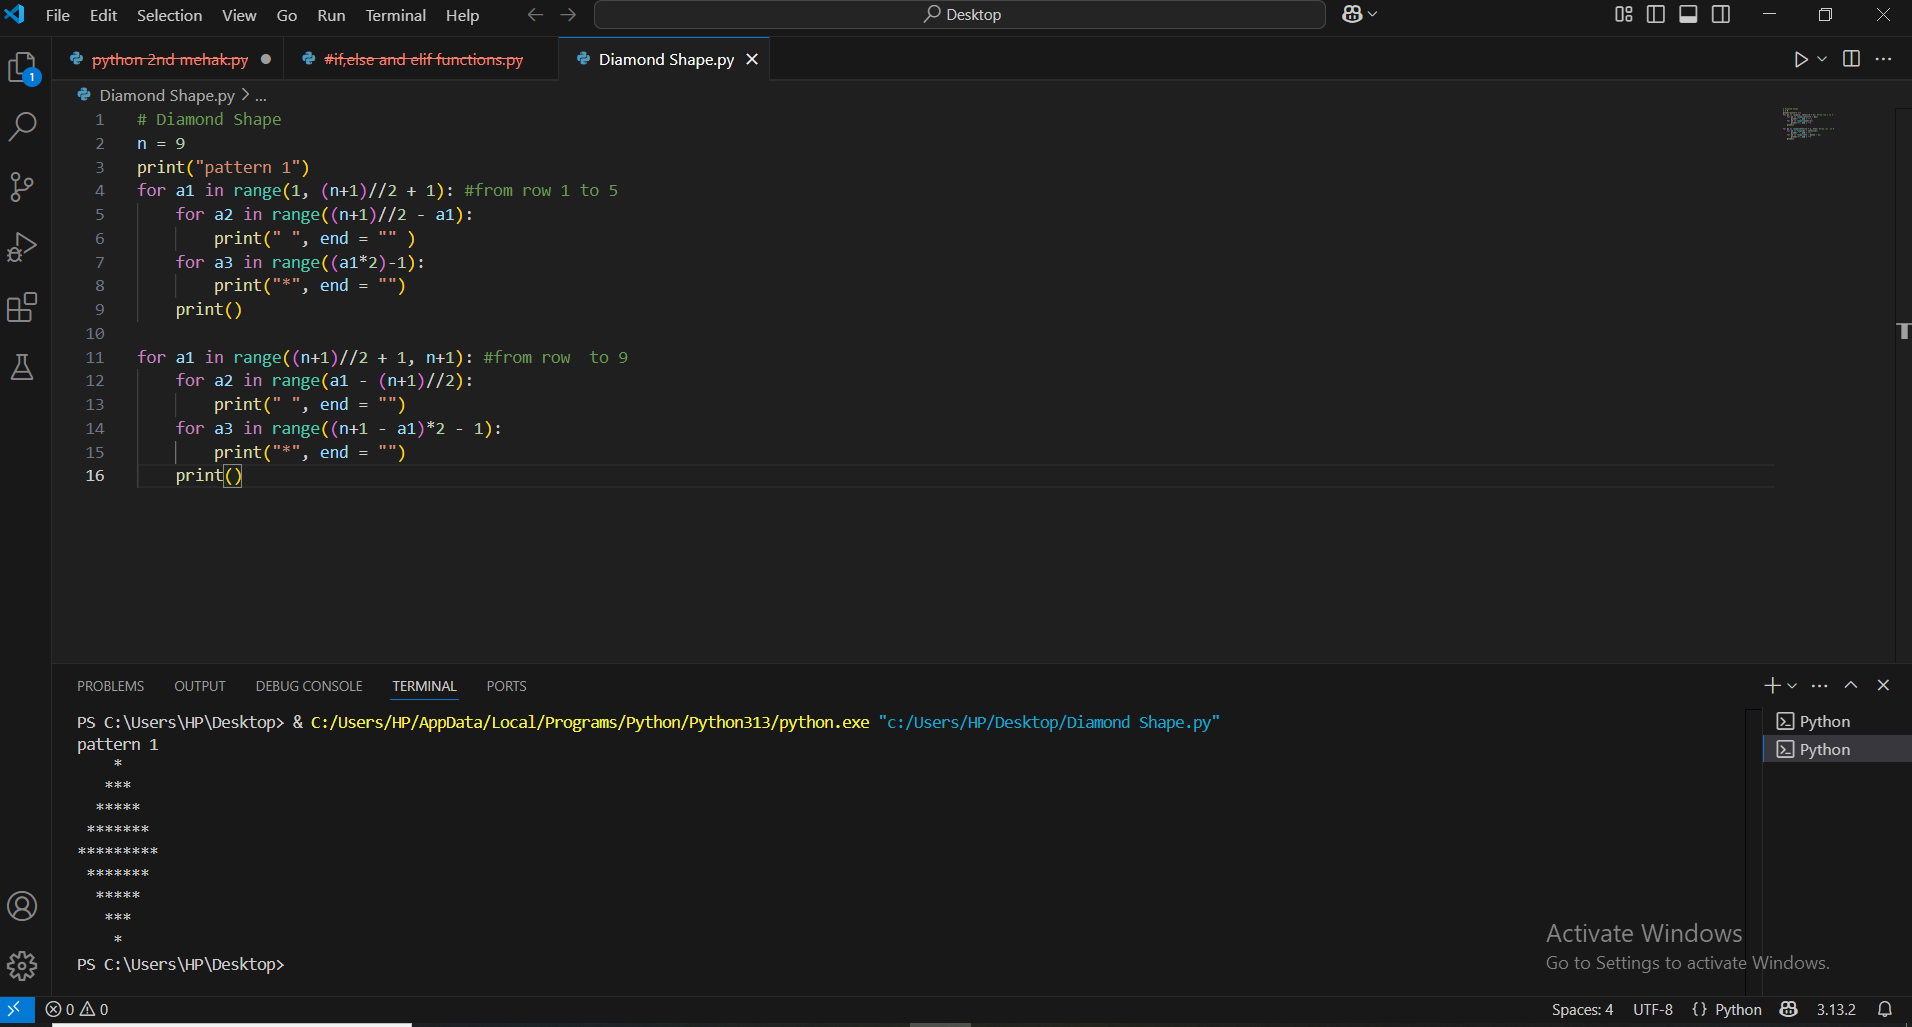 File Edit Selection View Go Run Terminal Help Desktop
1
python 2nd mehak.py #if,else and elif functions.py Diamond Shape.py
Diamond Shape.py > ...
1 # Diamond Shape
2 n = 9
3 print("pattern 1")
4 for a1 in range(1, (n+1)//2 + 1): #from row 1 to 5
5     for a2 in range((n+1)//2 - a1):
6         print(" ", end = "" )
7     for a3 in range((a1*2)-1):
8         print("*", end = "")
9     print()
10
11 for a1 in range((n+1)//2 + 1, n+1): #from row  to 9
12     for a2 in range(a1 - (n+1)//2):
13         print(" ", end = "")
14     for a3 in range((n+1 - a1)*2 - 1):
15         print("*", end = "")
16     print()
PROBLEMS OUTPUT DEBUG CONSOLE TERMINAL PORTS
PS C:\Users\HP\Desktop> & C:/Users/HP/AppData/Local/Programs/Python/Python313/python.exe "c:/Users/HP/Desktop/Diamond Shape.py"
pattern 1
    *
   ***
  *****
 *******
*********
 *******
  *****
   ***
    *
PS C:\Users\HP\Desktop>
Python
Python
Activate Windows
Go to Settings to activate Windows.
0 0 Spaces: 4 UTF-8 {} Python 3.13.2